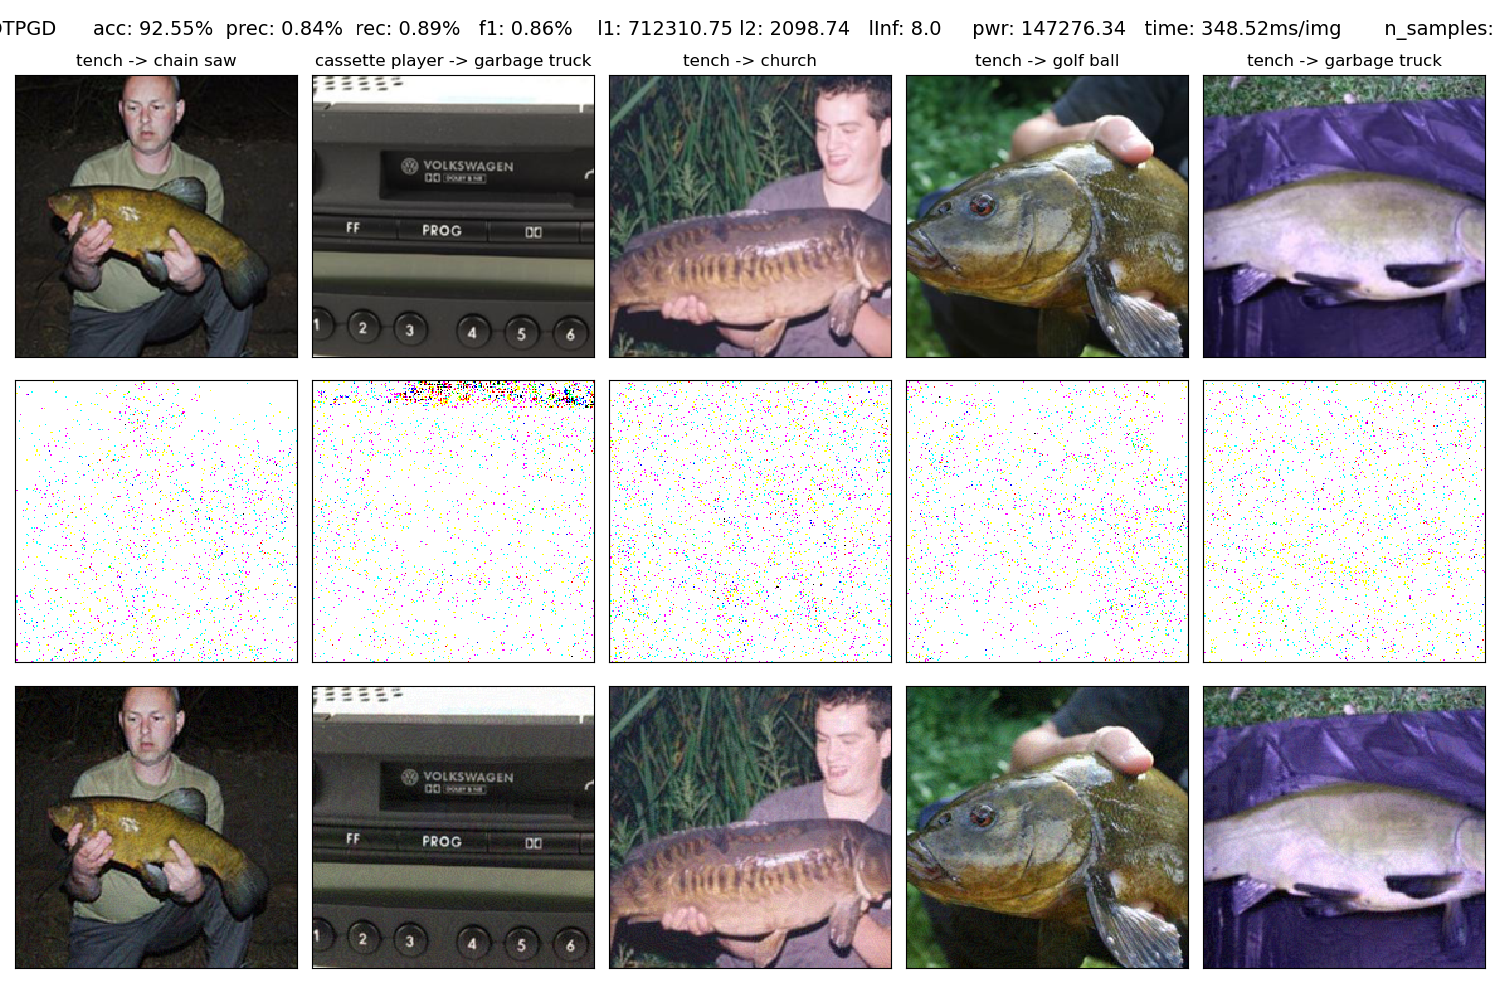 acc: 92.55% prec: 0.84% rec: 0.89% f1: 0.86% l1: 712310.75 l2: 2098.74 lInf: 8.0 pwr: 147276.34 time: 348.52ms/img n_samples:
tench -> chain saw
cassette player -> garbage truck
tench -> church
tench -> golf ball
tench -> garbage truck
VOLKSWAGEN
FF PROG
1 2 3 4 5 6
VOLKSWAGEN
FF PROG
1 2 3 4 5 6